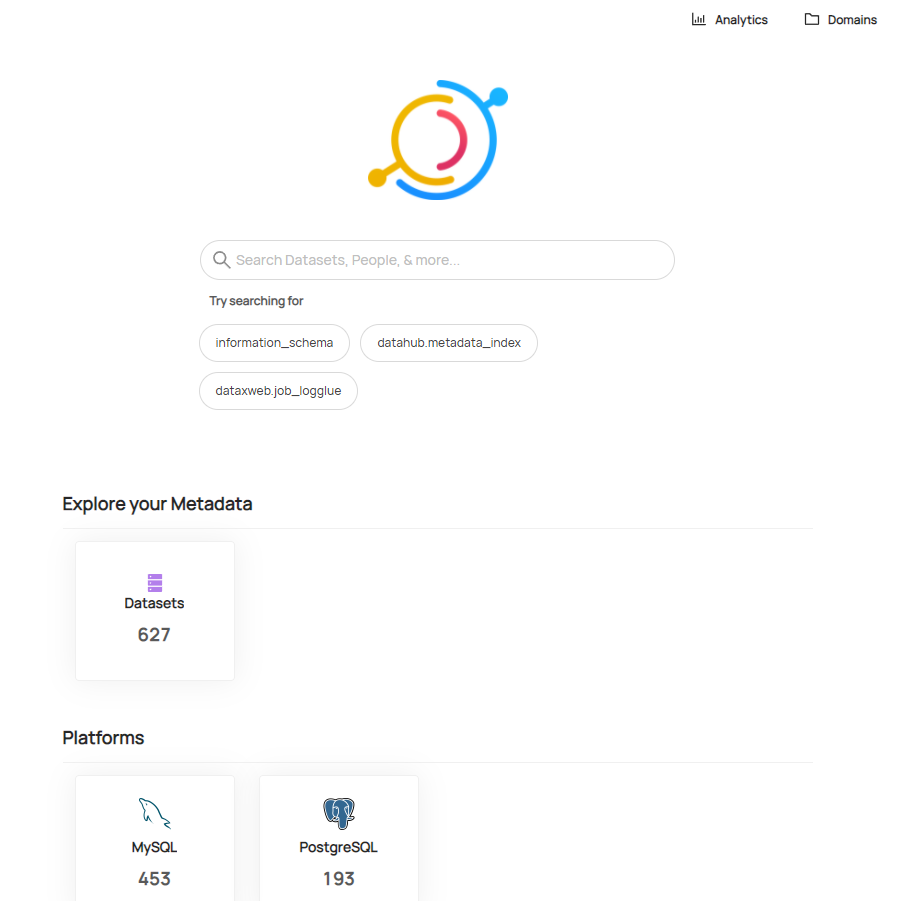 Analytics Domains
Search Datasets, People, & more...
Try searching for
information_schema datahub.metadata_index
dataxweb.job_logglue
Explore your Metadata
Datasets
627
Platforms
MySQL PostgreSQL
453 193